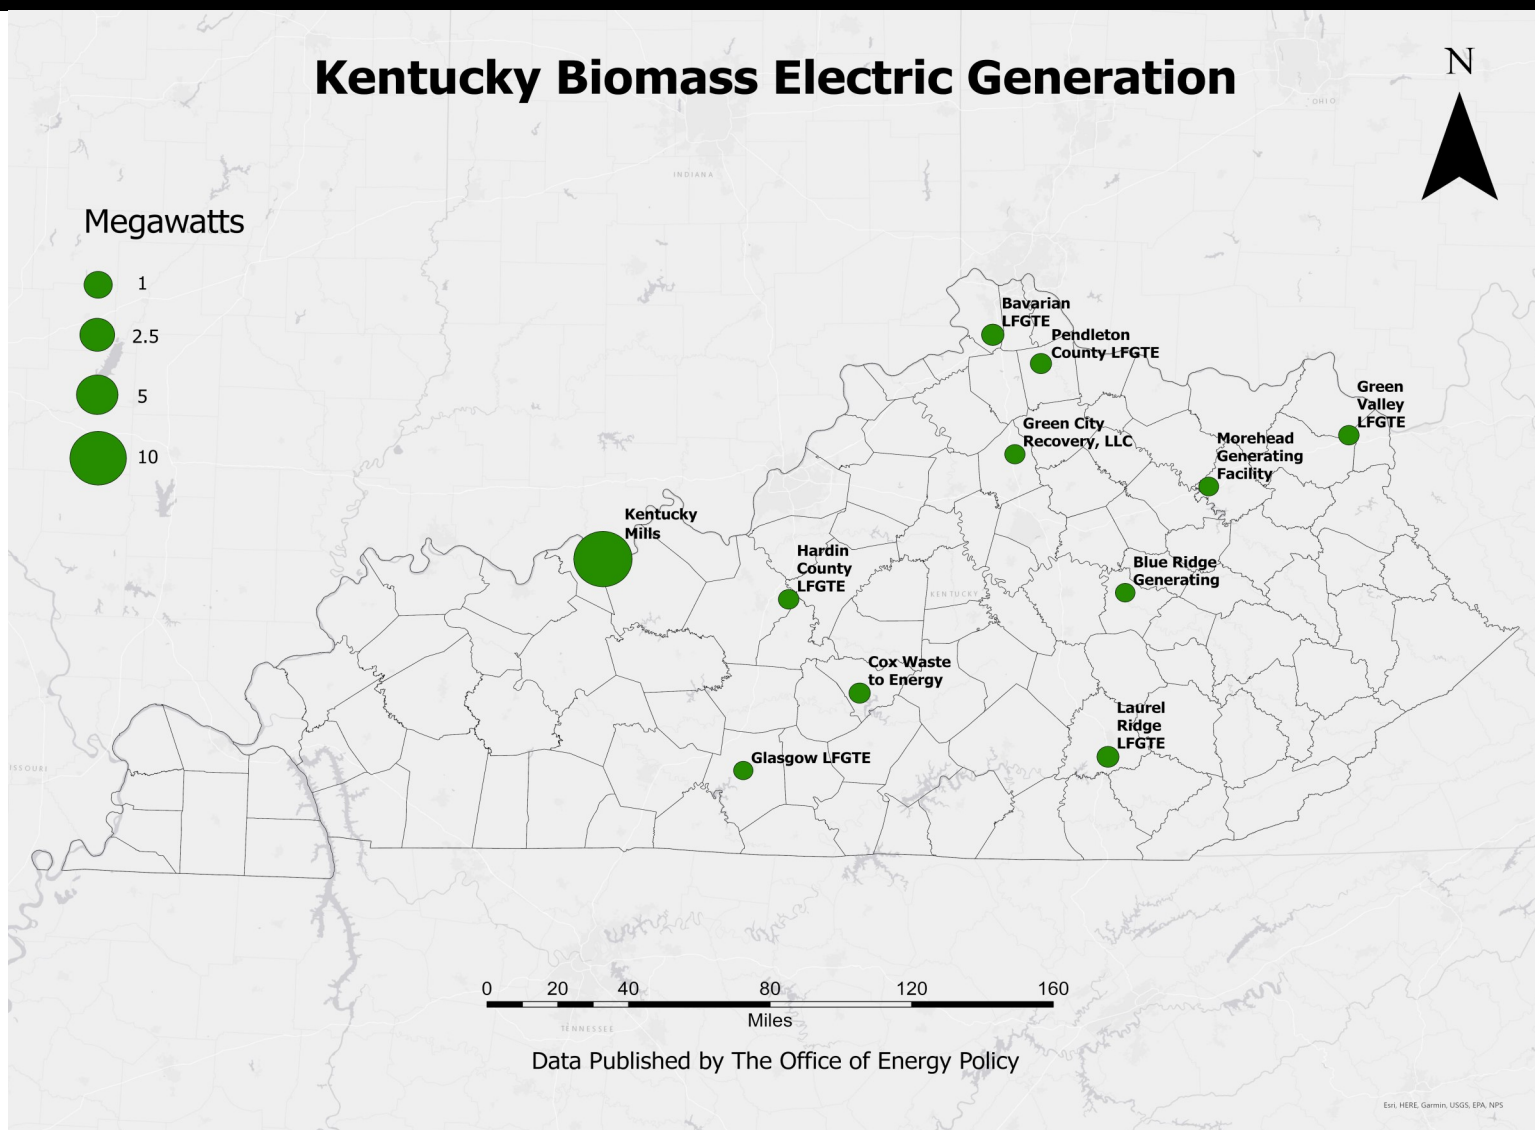 Kentucky Biomass Electric Generation
N
OHIO
INDIANA
Megawatts
1
2.5
5
10
Bavarian
LFGTE
Pendleton
County LFGTE
Green
Valley
LFGTE
Green City
Recovery, LLC
Morehead
Generating
Facility
Kentucky
Mills
Hardin
County
LFGTE
Blue Ridge
Generating
KENTUCKY
Cox Waste
to Energy
Laurel
Ridge
LFGTE
Glasgow LFGTE
ISSOURI
0 20 40 80 120 160
Miles
TENNESSEE
Data Published by The Office of Energy Policy
Esri, HERE, Garmin, USGS, EPA, NPS